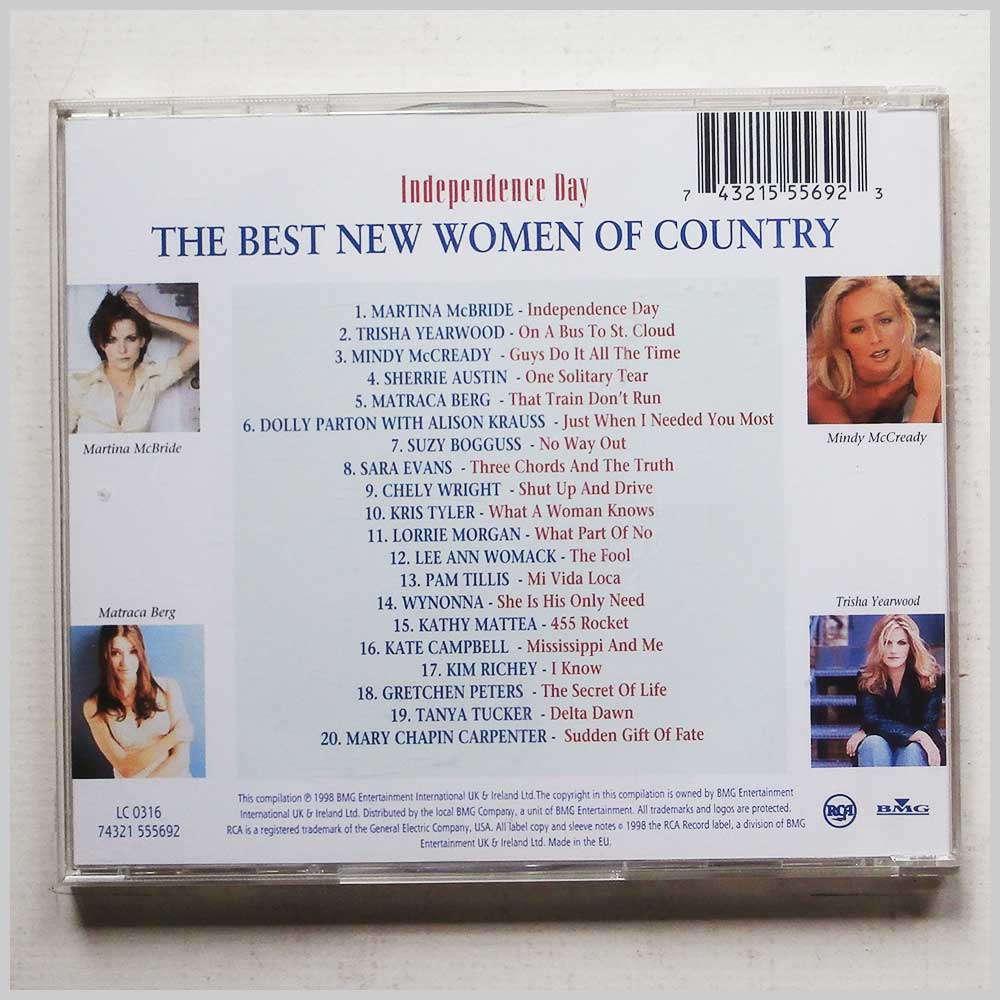 7 43215 55692 3
Independence Day
THE BEST NEW WOMEN OF COUNTRY
1. MARTINA McBRIDE - Independence Day
2. TRISHA YEARWOOD - On A Bus To St. Cloud
3. MINDY McCREADY - Guys Do It All The Time
4. SHERRIE AUSTIN - One Solitary Tear
5. MATRACA BERG - That Train Don't Run
6. DOLLY PARTON WITH ALISON KRAUSS - Just When I Needed You Most
7. SUZY BOGGUSS - No Way Out
8. SARA EVANS - Three Chords And The Truth
9. CHELY WRIGHT - Shut Up And Drive
10. KRIS TYLER - What A Woman Knows
11. LORRIE MORGAN - What Part Of No
12. LEE ANN WOMACK - The Fool
13. PAM TILLIS - Mi Vida Loca
14. WYNONNA - She Is His Only Need
15. KATHY MATTEA - 455 Rocket
16. KATE CAMPBELL - Mississippi And Me
17. KIM RICHEY - I Know
18. GRETCHEN PETERS - The Secret Of Life
19. TANYA TUCKER - Delta Dawn
20. MARY CHAPIN CARPENTER - Sudden Gift Of Fate
Martina McBride
Mindy McCready
Matraca Berg
Trisha Yearwood
LC 0316
74321 555692
This compilation ℗ 1998 BMG Entertainment International UK & Ireland Ltd.The copyright in this compilation is owned by BMG Entertainment
International UK & Ireland Ltd. Distributed by the local BMG Company, a unit of BMG Entertainment. All trademarks and logos are protected.
RCA is a registered trademark of the General Electric Company, USA. All label copy and sleeve notes © 1998 the RCA Record label, a division of BMG
Entertainment UK & Ireland Ltd. Made in the EU.
RCA
BMG